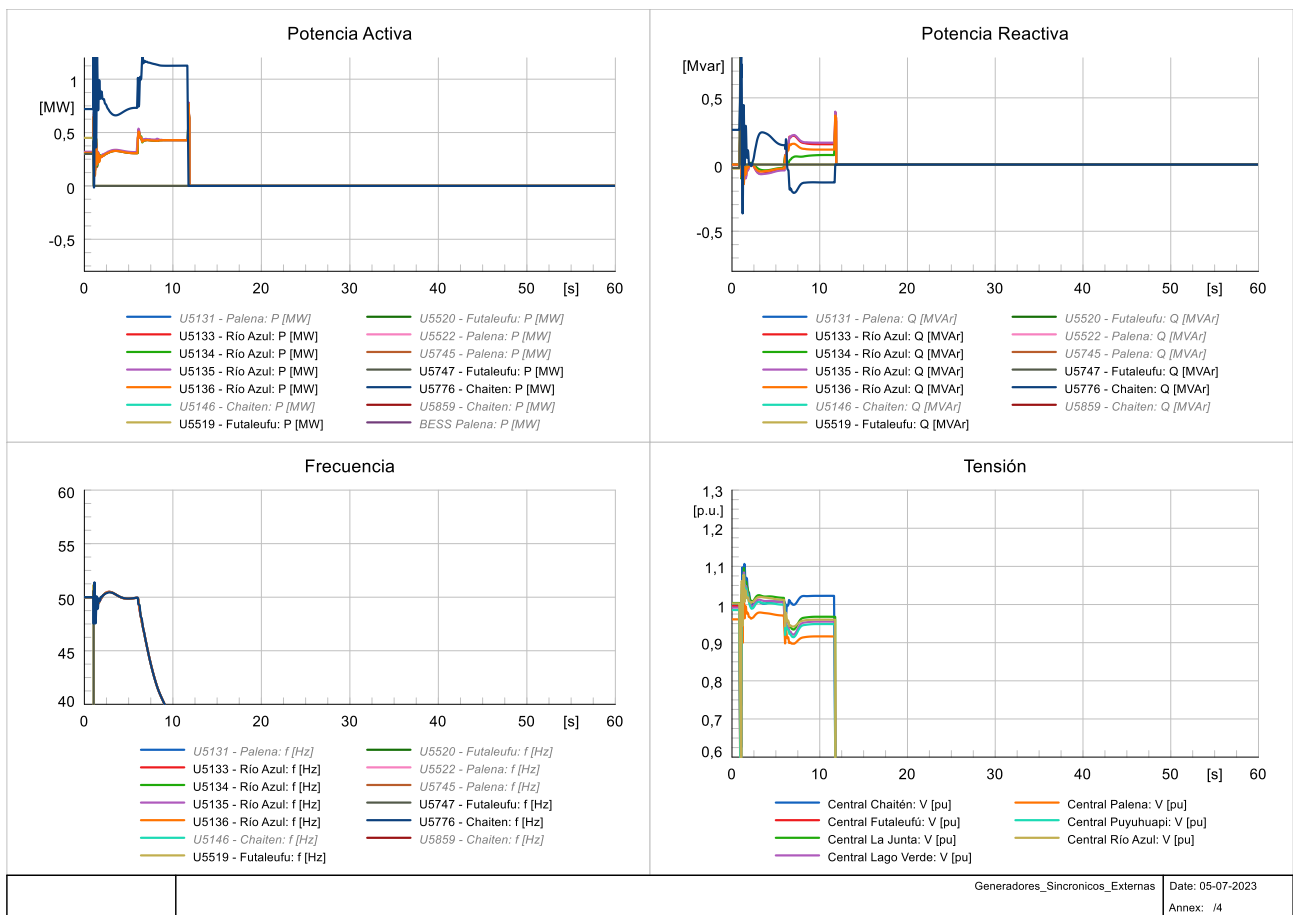 Potencia Activa
1
[MW]
0,5
0
-0,5
0 10 20 30 40 50 [s] 60
U5131 - Palena: P [MW] U5520 - Futaleufu: P [MW]
U5133 - Río Azul: P [MW] U5522 - Palena: P [MW]
U5134 - Río Azul: P [MW] U5745 - Palena: P [MW]
U5135 - Río Azul: P [MW] U5747 - Futaleufu: P [MW]
U5136 - Río Azul: P [MW] U5776 - Chaiten: P [MW]
U5146 - Chaiten: P [MW] U5859 - Chaiten: P [MW]
U5519 - Futaleufu: P [MW] BESS Palena: P [MW]
Potencia Reactiva
[Mvar]
0,5
0
-0,5
0 10 20 30 40 50 [s] 60
U5131 - Palena: Q [MVAr] U5520 - Futaleufu: Q [MVAr]
U5133 - Río Azul: Q [MVAr] U5522 - Palena: Q [MVAr]
U5134 - Río Azul: Q [MVAr] U5745 - Palena: Q [MVAr]
U5135 - Río Azul: Q [MVAr] U5747 - Futaleufu: Q [MVAr]
U5136 - Río Azul: Q [MVAr] U5776 - Chaiten: Q [MVAr]
U5146 - Chaiten: Q [MVAr] U5859 - Chaiten: Q [MVAr]
U5519 - Futaleufu: Q [MVAr]
Frecuencia
60
55
50
45
40
0 10 20 30 40 50 [s] 60
U5131 - Palena: f [Hz] U5520 - Futaleufu: f [Hz]
U5133 - Río Azul: f [Hz] U5522 - Palena: f [Hz]
U5134 - Río Azul: f [Hz] U5745 - Palena: f [Hz]
U5135 - Río Azul: f [Hz] U5747 - Futaleufu: f [Hz]
U5136 - Río Azul: f [Hz] U5776 - Chaiten: f [Hz]
U5146 - Chaiten: f [Hz] U5859 - Chaiten: f [Hz]
U5519 - Futaleufu: f [Hz]
Tensión
1,3
[p.u.]
1,2
1,1
1
0,9
0,8
0,7
0,6
0 10 20 30 40 50 [s] 60
Central Chaitén: V [pu] Central Palena: V [pu]
Central Futaleufú: V [pu] Central Puyuhuapi: V [pu]
Central La Junta: V [pu] Central Río Azul: V [pu]
Central Lago Verde: V [pu]
Generadores_Sincronicos_Externas Date: 05-07-2023
Annex: /4